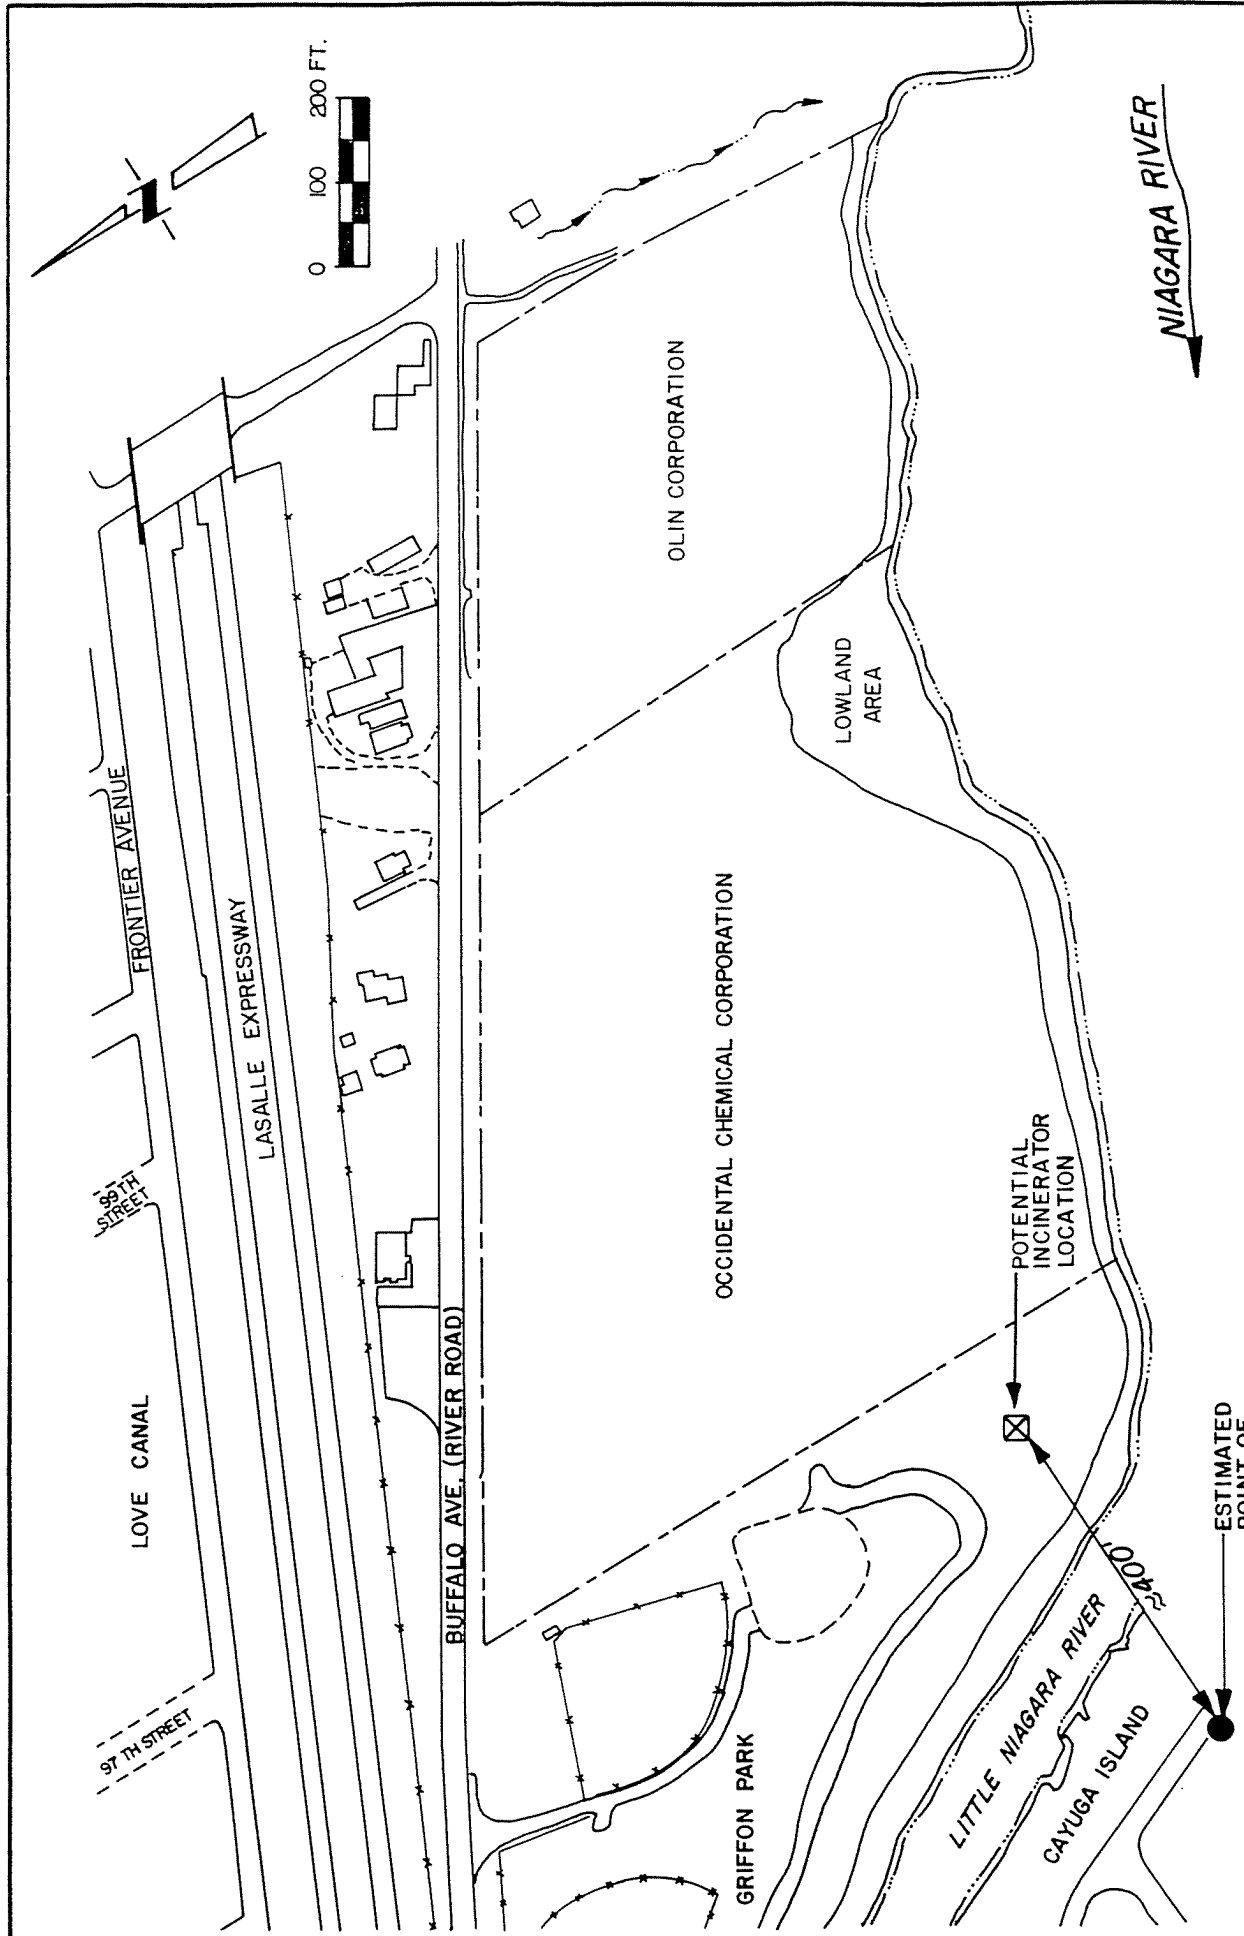 LOVE CANAL
97 TH STREET
99TH
STREET
FRONTIER AVENUE
LASALLE EXPRESSWAY
0 100 200 FT.
BUFFALO AVE. (RIVER ROAD)
OLIN CORPORATION
OCCIDENTAL CHEMICAL CORPORATION
GRIFFON PARK
LOWLAND
AREA
POTENTIAL
INCINERATOR
LOCATION
LITTLE NIAGARA RIVER
≈400'
CAYUGA ISLAND
NIAGARA RIVER
ESTIMATED
POINT OF